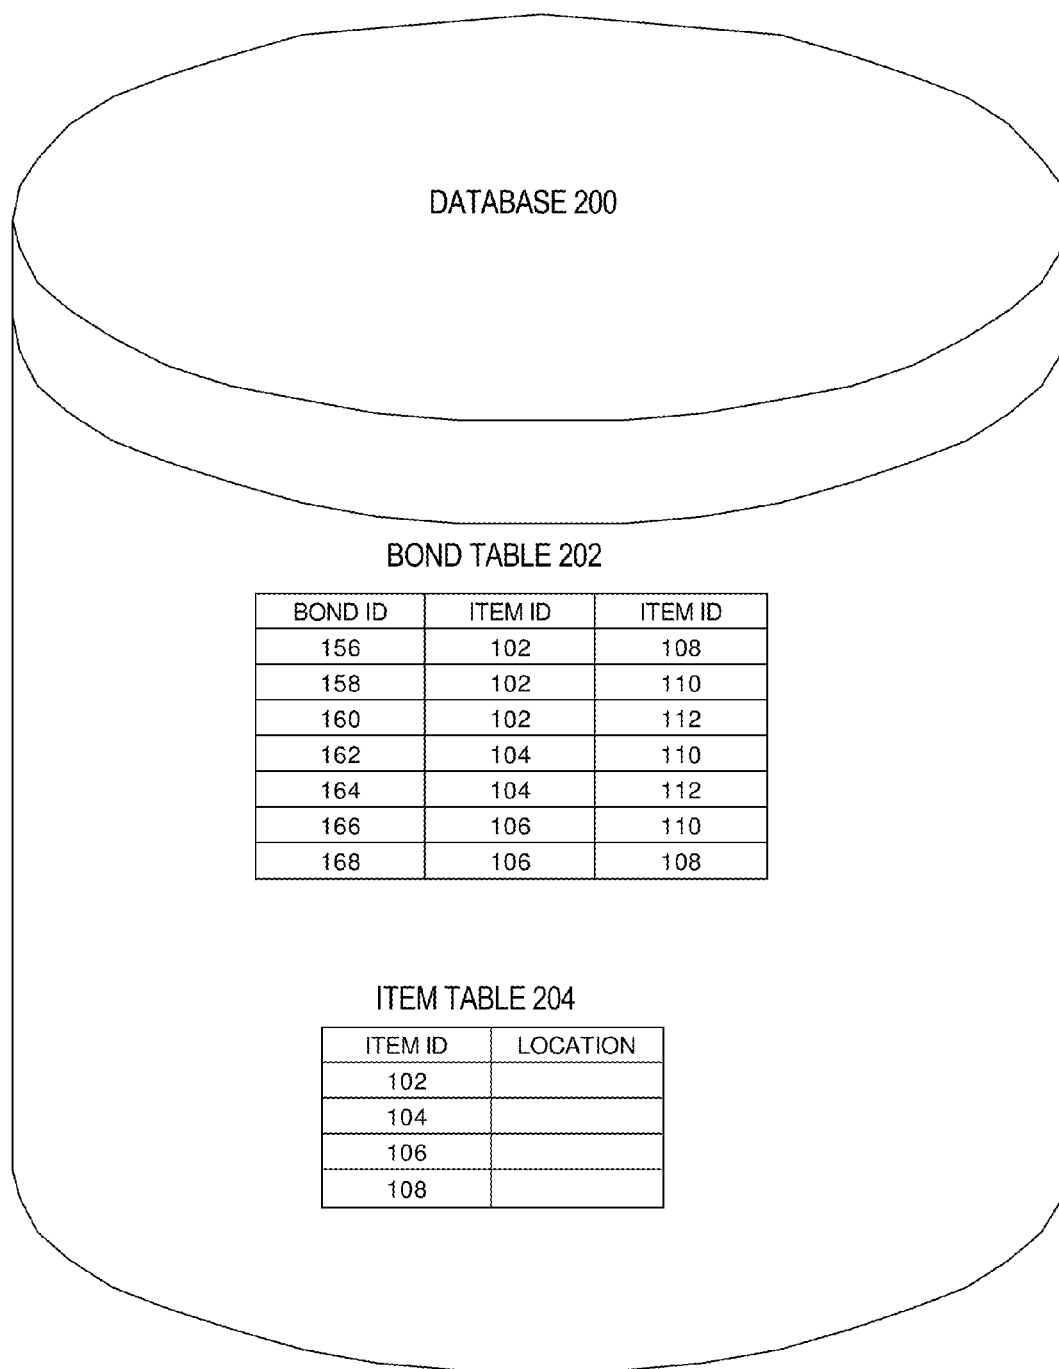 DATABASE 200
BOND TABLE 202
BOND ID ITEM ID ITEM ID
156 102 108
158 102 110
160 102 112
162 104 110
164 104 112
166 106 110
168 106 108
ITEM TABLE 204
ITEM ID LOCATION
102
104
106
108